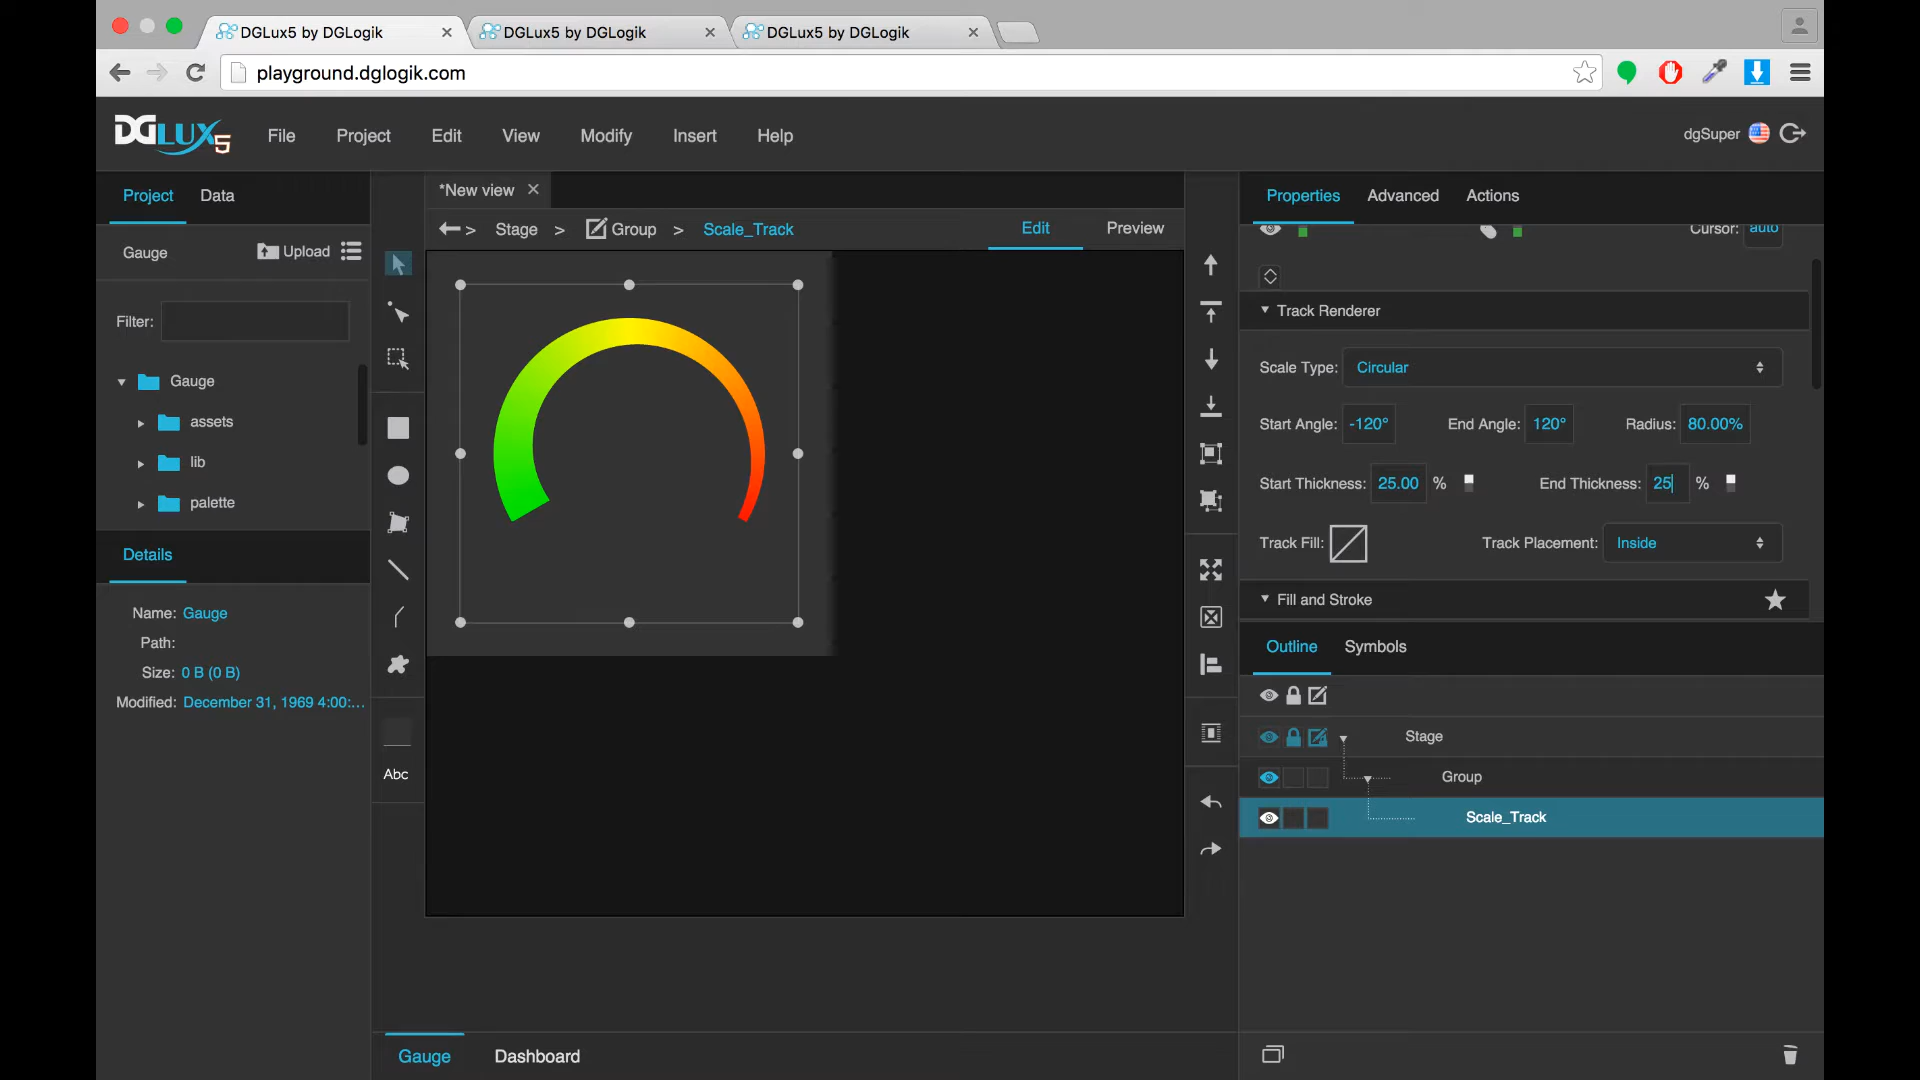 DGLux5 by DGLogik
DGLux5 by DGLogik
DGLux5 by DGLogik
playground.dglogik.com
DGLUX5
File Project Edit View Modify Insert Help
dgSuper
Project Data
*New view
Properties Advanced Actions
> Stage > Group > Scale_Track
Edit Preview
Cursor: auto
Gauge Upload
Filter:
Track Renderer
Scale Type: Circular
Gauge
assets
Start Angle: -120° End Angle: 120° Radius: 80.00%
lib
Start Thickness: 25.00 % End Thickness: 25 %
palette
Track Fill: Track Placement: Inside
Details
Fill and Stroke
Name: Gauge
Path:
Size: 0 B (0 B)
Modified: December 31, 1969 4:00:...
Outline Symbols
Stage
Abc
Group
Scale_Track
Gauge Dashboard